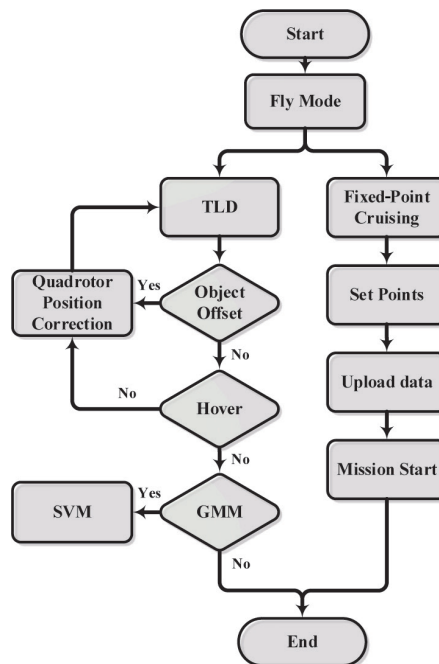 Start
Fly Mode
TLD
Fixed-Point
Cruising
Quadrotor
Position
Correction
Yes
Object
Offset
Set Points
No
Upload data
No
Hover
No
Mission Start
SVM
Yes
GMM
No
End